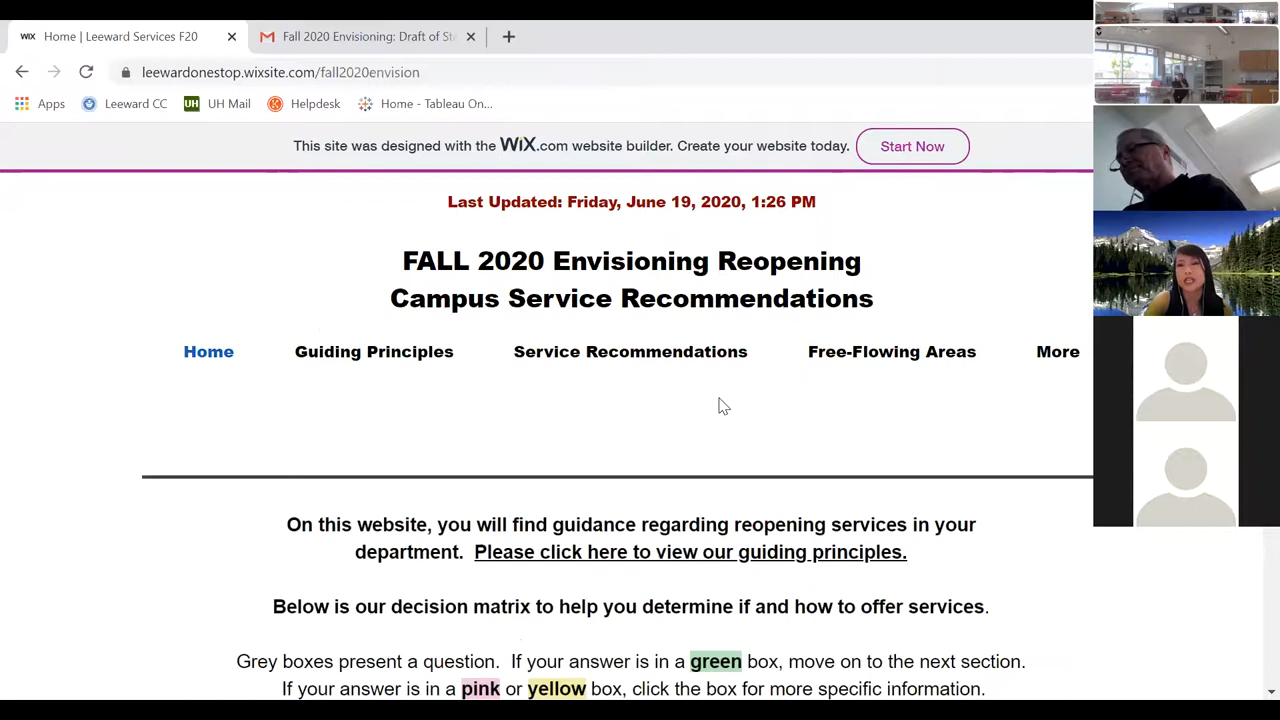 Home | Leeward Services F20
Fall 2020 Envisioning: Draft of St
leewardonestop.wixsite.com/fall2020envision
Apps
Leeward CC
UH
UH Mail
Helpdesk
Home - Tableau On...
This site was designed with the WiX.com website builder. Create your website today.
Start Now
Last Updated: Friday, June 19, 2020, 1:26 PM
FALL 2020 Envisioning Reopening
Campus Service Recommendations
Home
Guiding Principles
Service Recommendations
Free-Flowing Areas
More
On this website, you will find guidance regarding reopening services in your
department. Please click here to view our guiding principles.
Below is our decision matrix to help you determine if and how to offer services.
Grey boxes present a question. If your answer is in a green box, move on to the next section.
If your answer is in a pink or yellow box, click the box for more specific information.